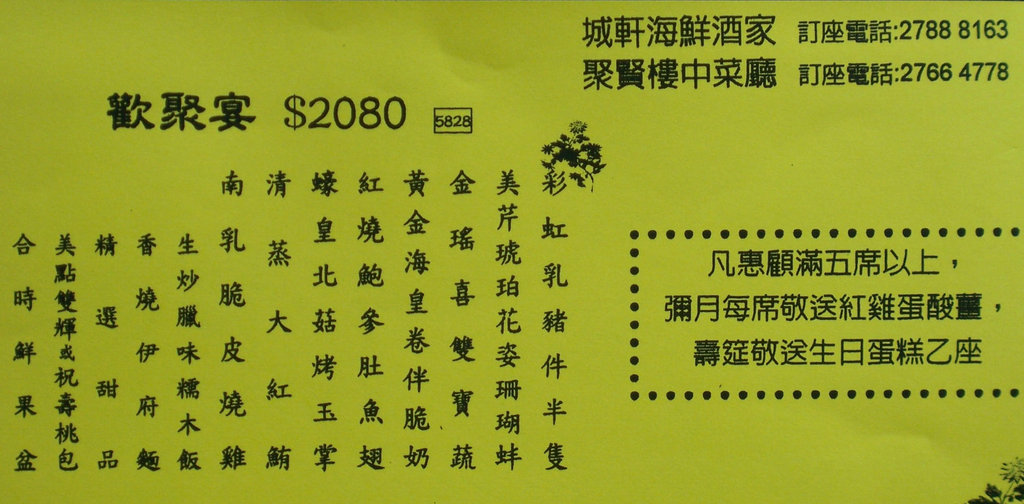 城軒海鮮酒家 訂座電話:2788 8163
聚賢樓中菜廳 訂座電話:2766 4778
歡聚宴 $2080 5828
彩虹乳豬件半隻
美芹琥珀花姿珊瑚蚌
金瑤喜雙寶蔬
黃金海皇卷伴脆奶
紅燒鮑參肚魚翅
蠔皇北菇烤玉掌
清蒸大紅鮪
南乳脆皮燒雞
生炒臘味糯木飯
香燒伊府麵
精選甜品
美點雙輝或祝壽桃包
合時鮮果盆
凡惠顧滿五席以上，
彌月每席敬送紅雞蛋酸薑，
壽筵敬送生日蛋糕乙座